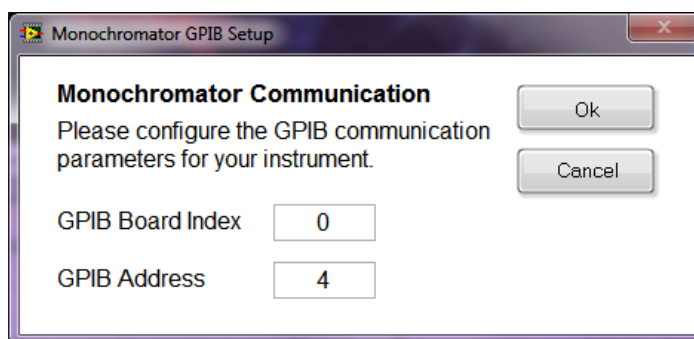 Monochromator GPIB Setup
Monochromator Communication
Please configure the GPIB communication
parameters for your instrument.
Ok
Cancel
GPIB Board Index 0
GPIB Address 4